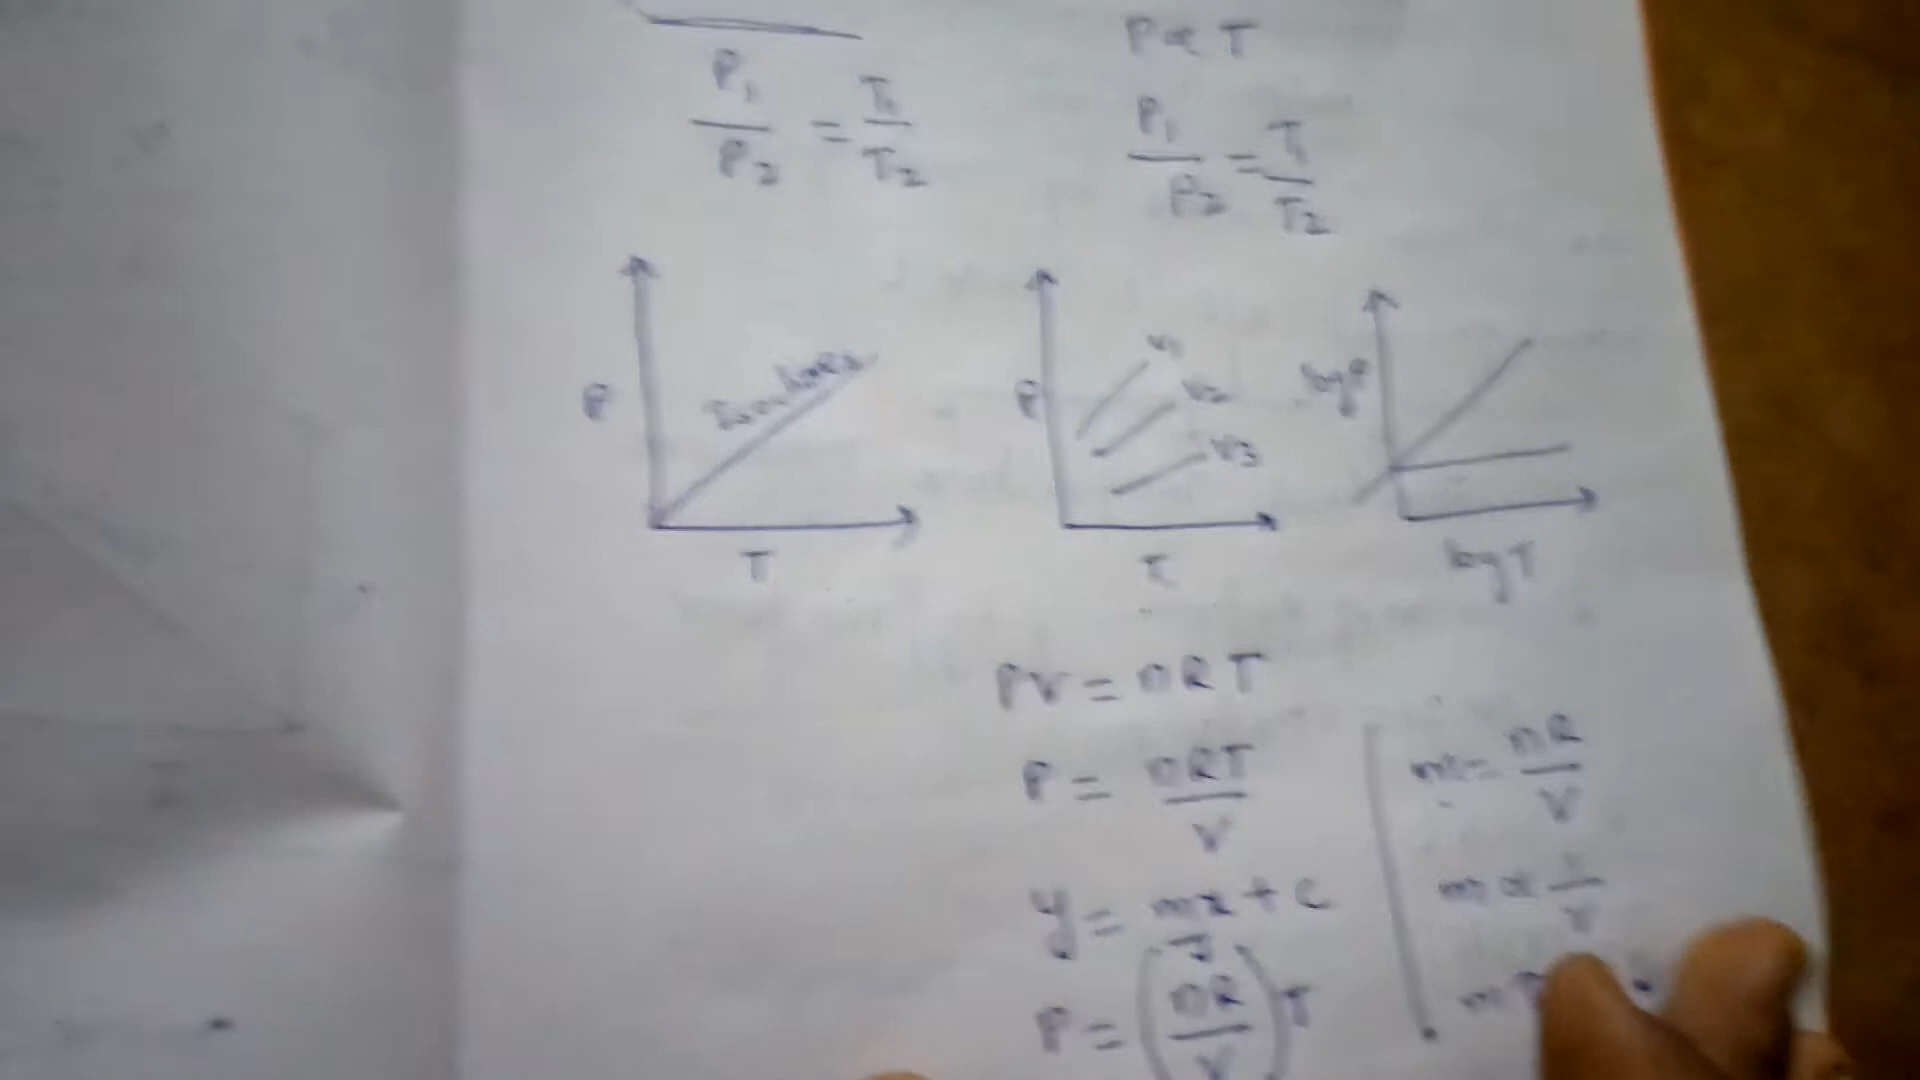 P ∝ T
P₁/P₂ = T₁/T₂
P₁/P₂ = T₁/T₂
P
T
P
V₁
V₂
V₃
T
log P
log T
PV = nRT
P = nRT/V
y = mx + c
P = (nR/V) T
m = nR/V
m ∝ 1/V